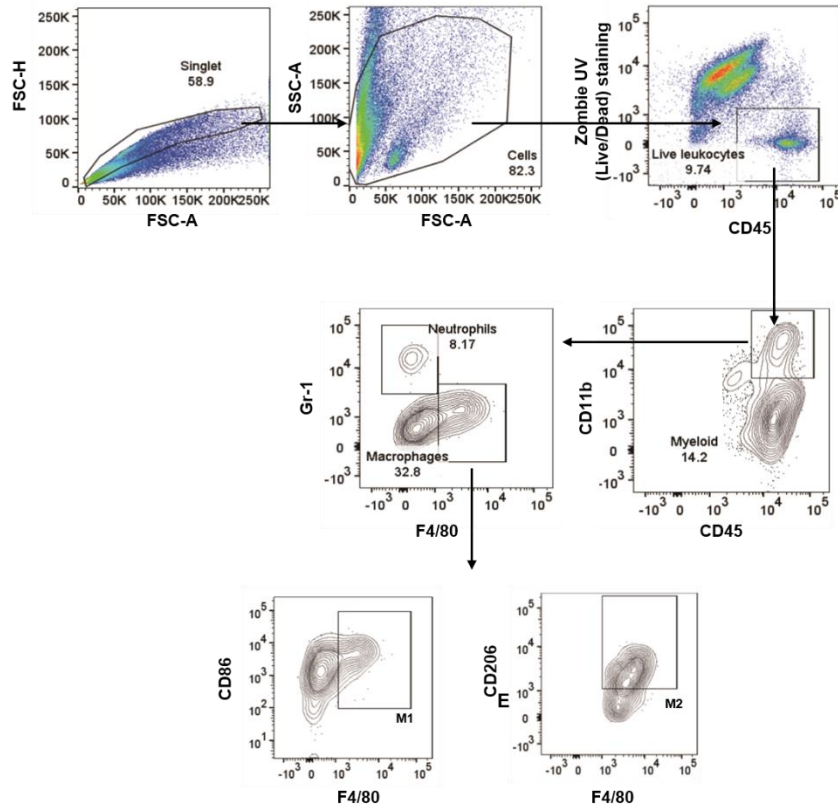 FSC-H
250K
200K
150K
100K
50K
0
Singlet
58.9
0 50K 100K 150K 200K 250K
FSC-A
SSC-A
250K
200K
150K
100K
50K
0
Cells
82.3
0 50K 100K 150K 200K 250K
FSC-A
Zombie UV
(Live/Dead) staining
10^5
10^4
10^3
0
-10^3
Live leukocytes
9.74
-10^3 0 10^3 10^4 10^5
CD45
Gr-1
10^5
10^4
10^3
0
-10^3
Neutrophils
8.17
Macrophages
32.8
-10^3 0 10^3 10^4 10^5
F4/80
CD11b
10^5
10^4
10^3
0
-10^3
Myeloid
14.2
-10^3 0 10^3 10^4 10^5
CD45
CD86
10^5
10^4
10^3
10^2
10^1
M1
-10^3 0 10^3 10^4 10^5
F4/80
CD206
E
10^5
10^4
10^3
0
-10^3
M2
-10^3 0 10^3 10^4 10^5
F4/80